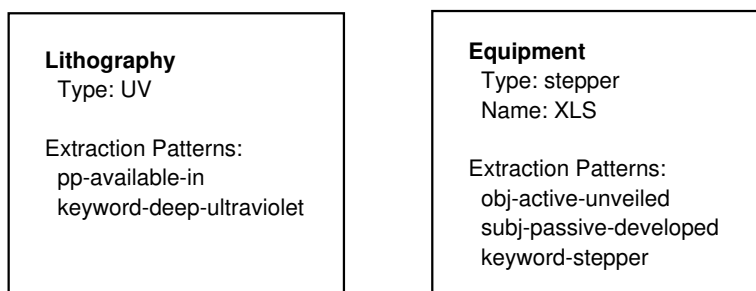 Lithography
Type: UV
Extraction Patterns:
pp-available-in
keyword-deep-ultraviolet
Equipment
Type: stepper
Name: XLS
Extraction Patterns:
obj-active-unveiled
subj-passive-developed
keyword-stepper